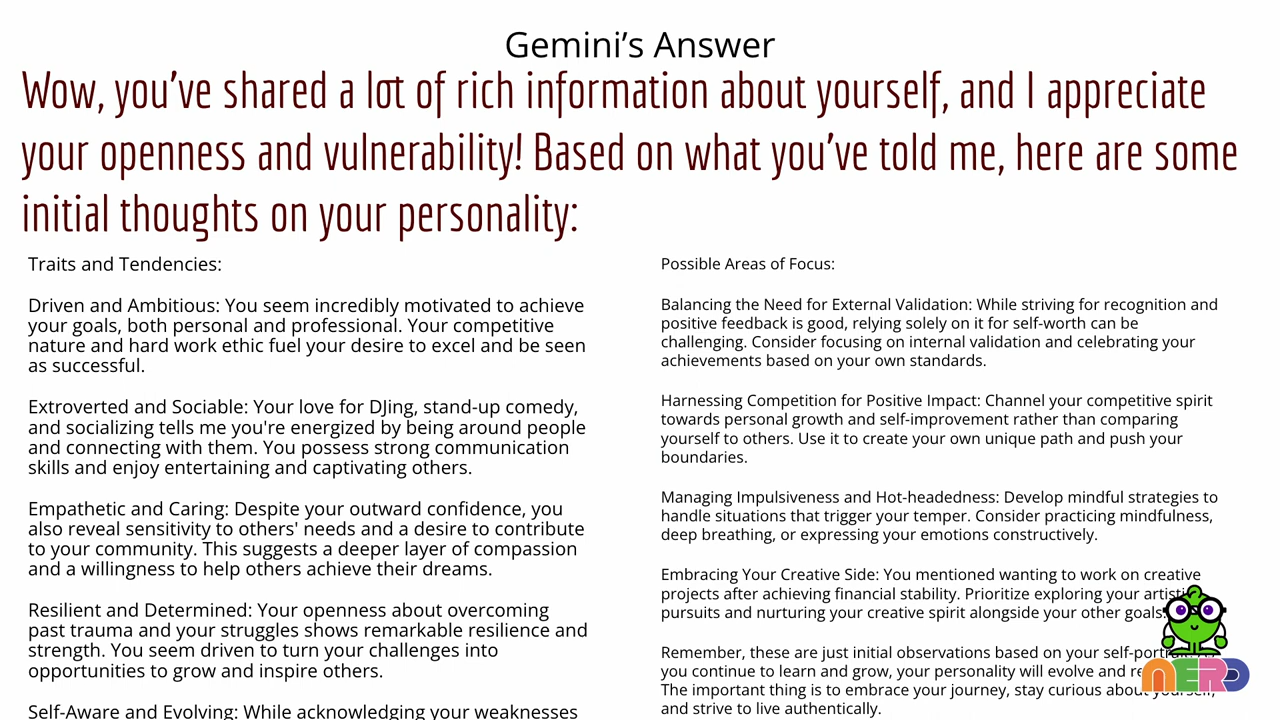 Gemini’s Answer
Wow, you’ve shared a lot of rich information about yourself, and I appreciate
your openness and vulnerability! Based on what you’ve told me, here are some
initial thoughts on your personality:
Traits and Tendencies:
Driven and Ambitious: You seem incredibly motivated to achieve
your goals, both personal and professional. Your competitive
nature and hard work ethic fuel your desire to excel and be seen
as successful.
Extroverted and Sociable: Your love for DJing, stand-up comedy,
and socializing tells me you're energized by being around people
and connecting with them. You possess strong communication
skills and enjoy entertaining and captivating others.
Empathetic and Caring: Despite your outward confidence, you
also reveal sensitivity to others' needs and a desire to contribute
to your community. This suggests a deeper layer of compassion
and a willingness to help others achieve their dreams.
Resilient and Determined: Your openness about overcoming
past trauma and your struggles shows remarkable resilience and
strength. You seem driven to turn your challenges into
opportunities to grow and inspire others.
Self-Aware and Evolving: While acknowledging your weaknesses
Possible Areas of Focus:
Balancing the Need for External Validation: While striving for recognition and
positive feedback is good, relying solely on it for self-worth can be
challenging. Consider focusing on internal validation and celebrating your
achievements based on your own standards.
Harnessing Competition for Positive Impact: Channel your competitive spirit
towards personal growth and self-improvement rather than comparing
yourself to others. Use it to create your own unique path and push your
boundaries.
Managing Impulsiveness and Hot-headedness: Develop mindful strategies to
handle situations that trigger your temper. Consider practicing mindfulness,
deep breathing, or expressing your emotions constructively.
Embracing Your Creative Side: You mentioned wanting to work on creative
projects after achieving financial stability. Prioritize exploring your artistic
pursuits and nurturing your creative spirit alongside your other goals.
Remember, these are just initial observations based on your
you continue to learn and grow, your personality will evolve and
The important thing is to embrace your journey, stay curious about yourself,
and strive to live authentically.
NERD